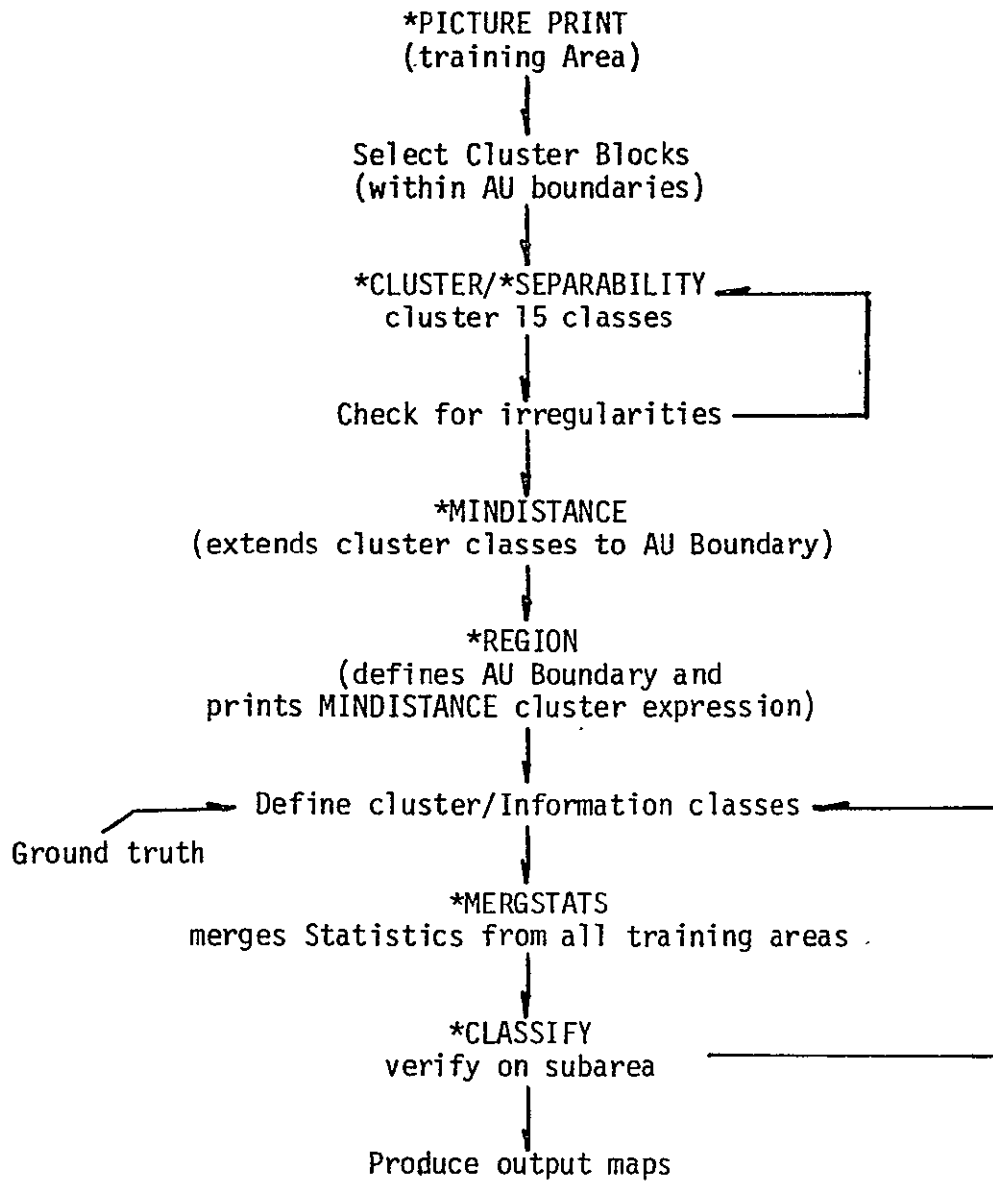 *PICTURE PRINT
(training Area)
Select Cluster Blocks
(within AU boundaries)
*CLUSTER/*SEPARABILITY
cluster 15 classes
Check for irregularities
*MINDISTANCE
(extends cluster classes to AU Boundary)
*REGION
(defines AU Boundary and
prints MINDISTANCE cluster expression)
Define cluster/Information classes
Ground truth
*MERGSTATS
merges Statistics from all training areas
*CLASSIFY
verify on subarea
Produce output maps